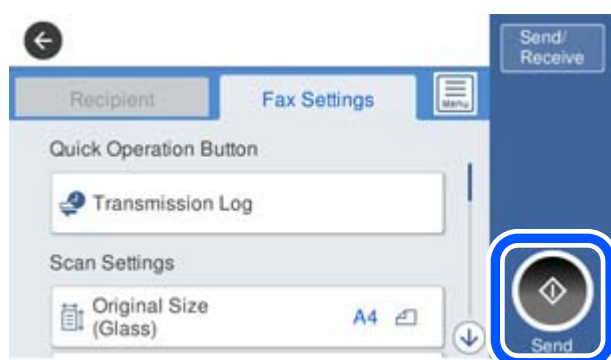 Send/
Receive
Recipient
Fax Settings
Menu
Quick Operation Button
Transmission Log
Scan Settings
Original Size
(Glass)
A4
Send